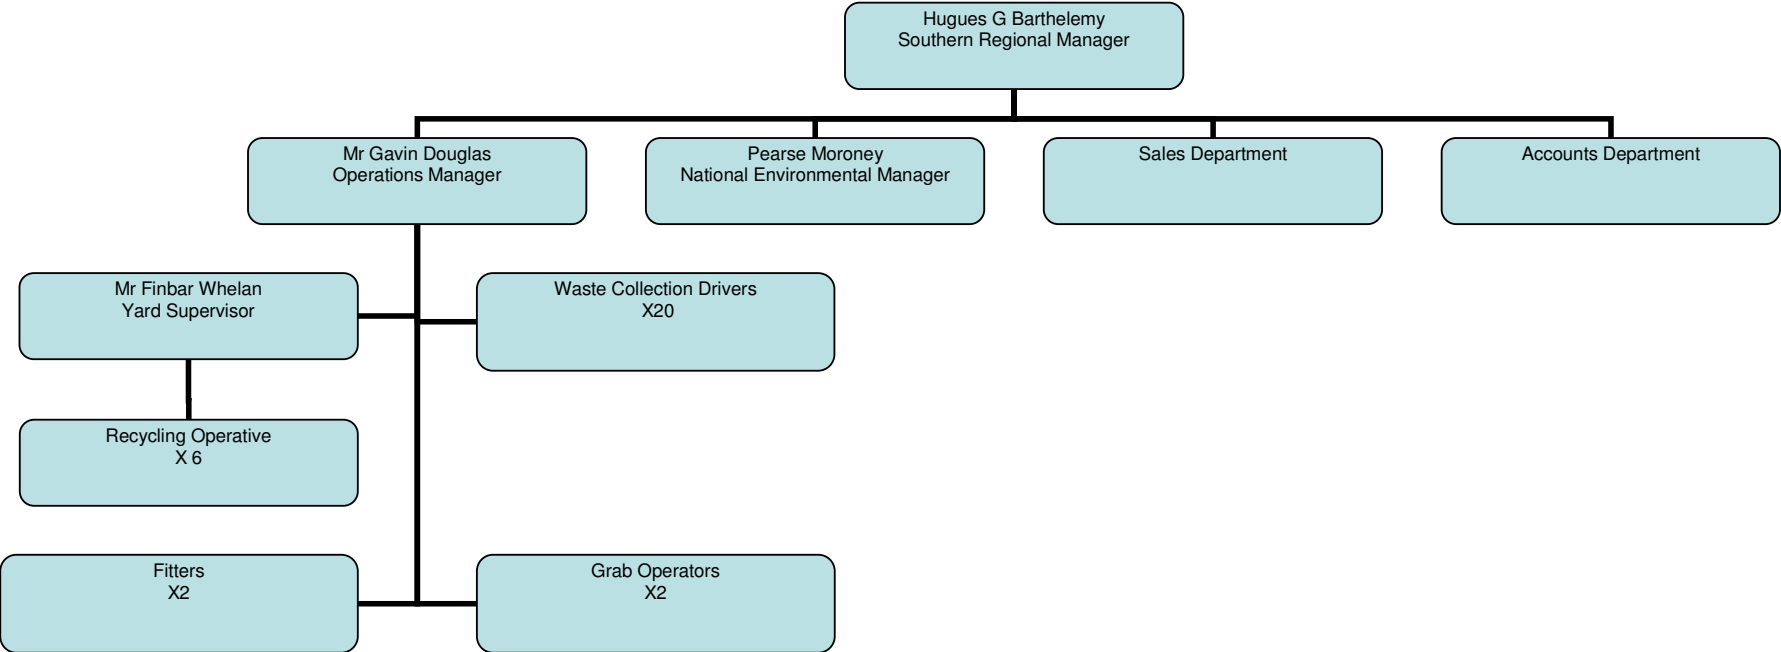 Hugues G Barthelemy
Southern Regional Manager
Mr Gavin Douglas
Operations Manager
Pearse Moroney
National Environmental Manager
Sales Department
Accounts Department
Mr Finbar Whelan
Yard Supervisor
Waste Collection Drivers
X20
Recycling Operative
X 6
Fitters
X2
Grab Operators
X2